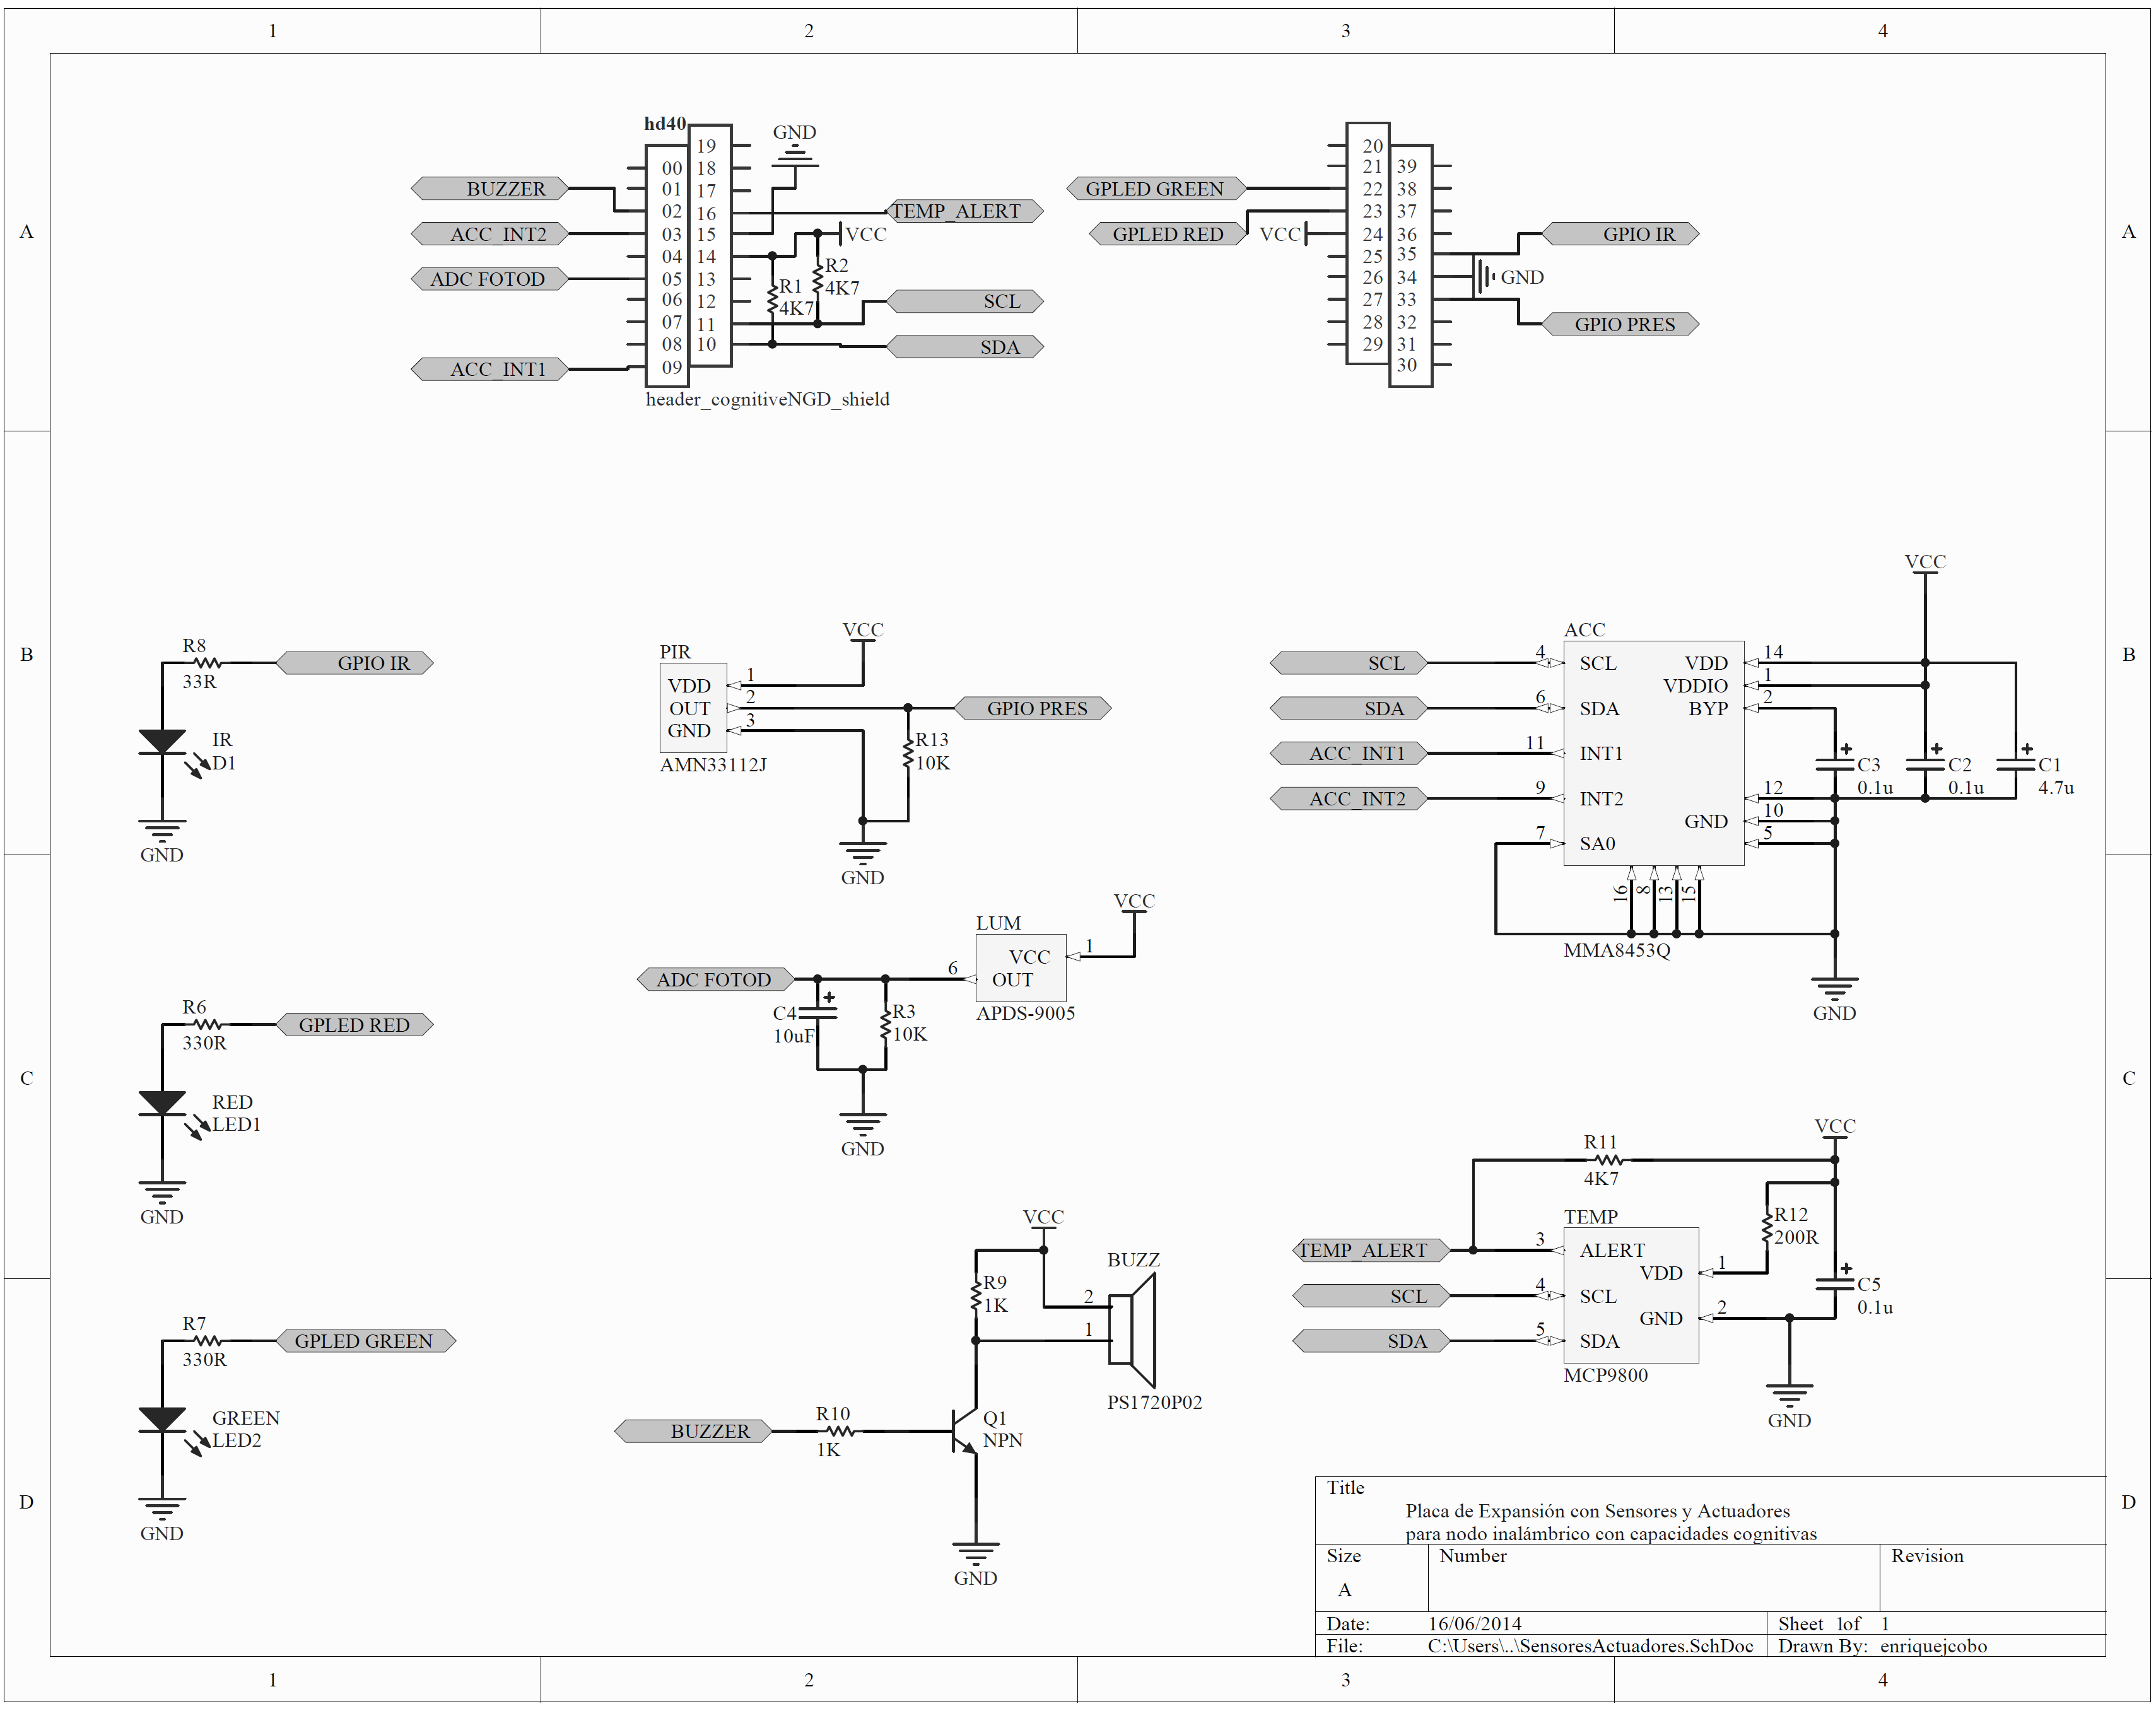 1
2
3
4
A
A
hd40
GND
19
20
00
18
21
39
BUZZER
01
17
GPLED GREEN
22
38
02
16
TEMP_ALERT
23
37
ACC_INT2
03
15
VCC
GPLED RED
VCC
24
36
GPIO IR
04
14
25
35
ADC FOTOD
05
13
R1
4K7
R2
4K7
26
34
GND
06
12
SCL
27
33
07
11
28
32
GPIO PRES
08
10
SDA
29
31
ACC_INT1
09
30
header_cognitiveNGD_shield
B
B
R8
33R
GPIO IR
IR
D1
GND
PIR
VCC
VDD
1
OUT
2
GPIO PRES
GND
3
AMN33112J
R13
10K
GND
VCC
ACC
SCL
4
SCL
VDD
14
VDDIO
1
SDA
6
SDA
BYP
2
ACC_INT1
11
INT1
C3
0.1u
C2
0.1u
C1
4.7u
ACC_INT2
9
INT2
12
GND
10
7
SA0
5
16
8
13
15
MMA8453Q
GND
C
C
LUM
VCC
VCC
1
ADC FOTOD
6
OUT
APDS-9005
C4
10uF
R3
10K
GND
R6
330R
GPLED RED
RED
LED1
GND
VCC
R11
4K7
R12
200R
TEMP
TEMP_ALERT
3
ALERT
VDD
1
SCL
4
SCL
C5
0.1u
GND
2
SDA
5
SDA
MCP9800
GND
D
D
VCC
R9
1K
BUZZ
2
1
PS1720P02
BUZZER
R10
1K
Q1
NPN
GND
R7
330R
GPLED GREEN
GREEN
LED2
GND
Title
Placa de Expansión con Sensores y Actuadores
para nodo inalámbrico con capacidades cognitivas
Size
Number
Revision
A
Date:
16/06/2014
Sheet 1of 1
File:
C:\Users\..\SensoresActuadores.SchDoc
Drawn By: enriquejcobo
1
2
3
4